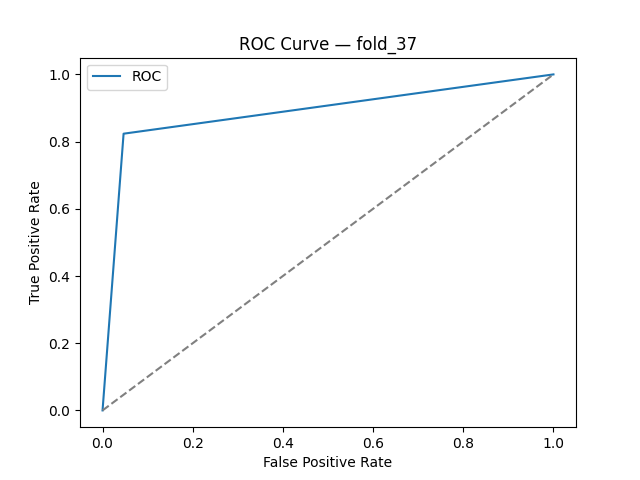 ROC Curve — fold_37
ROC
1.0
0.8
0.6
0.4
0.2
0.0
True Positive Rate
0.0 0.2 0.4 0.6 0.8 1.0
False Positive Rate